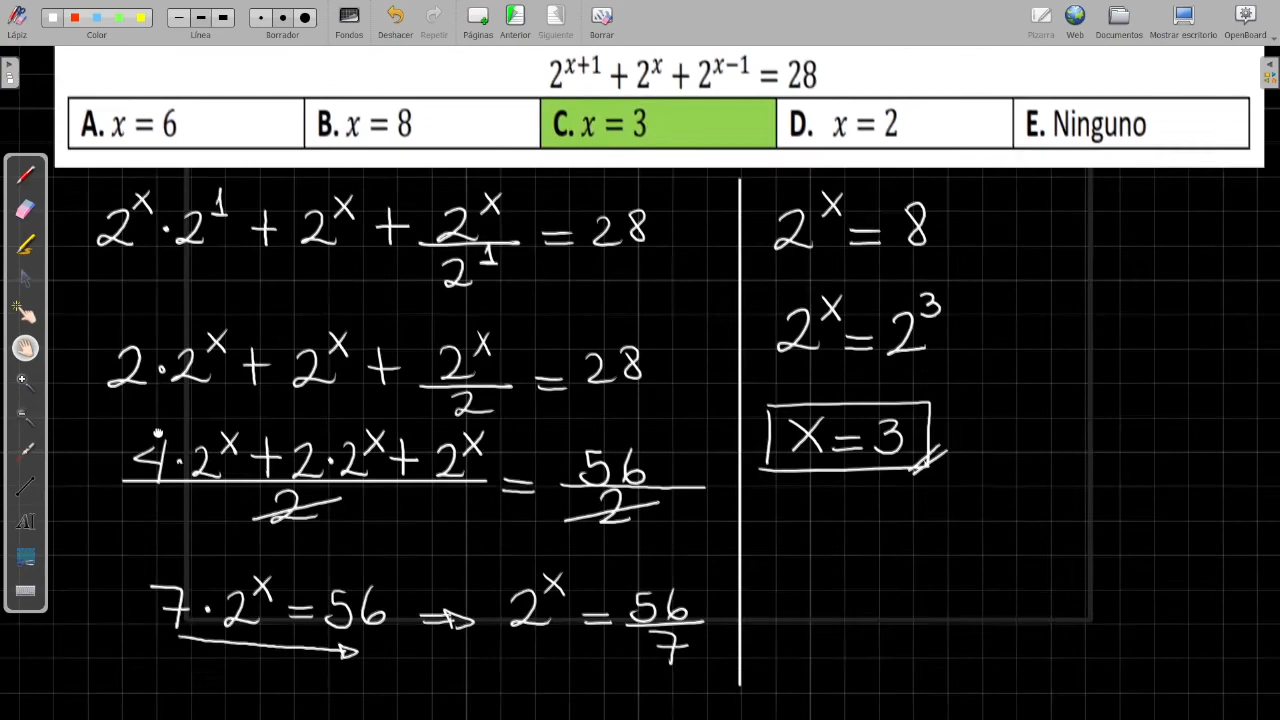 Lápiz Color Línea Borrador Fondos Deshacer Repetir Páginas Anterior Siguiente Borrar Pizarra Web Documentos Mostrar escritorio OpenBoard
2^{x+1} + 2^x + 2^{x-1} = 28
A. x = 6 B. x = 8 C. x = 3 D. x = 2 E. Ninguno
2^x · 2^1 + 2^x + 2^x/2^1 = 28
2 · 2^x + 2^x + 2^x/2 = 28
(4 · 2^x + 2 · 2^x + 2^x)/2 = 56/2
7 · 2^x = 56 ⇒ 2^x = 56/7
2^x = 8
2^x = 2^3
x = 3
AI